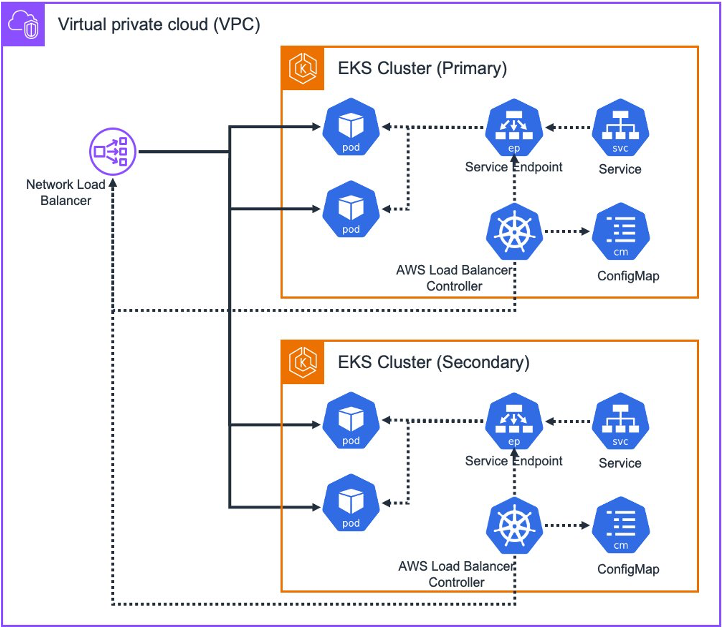 Virtual private cloud (VPC)
EKS Cluster (Primary)
K
pod
ep
svc
Service Endpoint
Service
Network Load
Balancer
pod
cm
AWS Load Balancer
Controller
ConfigMap
EKS Cluster (Secondary)
K
pod
ep
svc
Service Endpoint
Service
pod
cm
AWS Load Balancer
Controller
ConfigMap